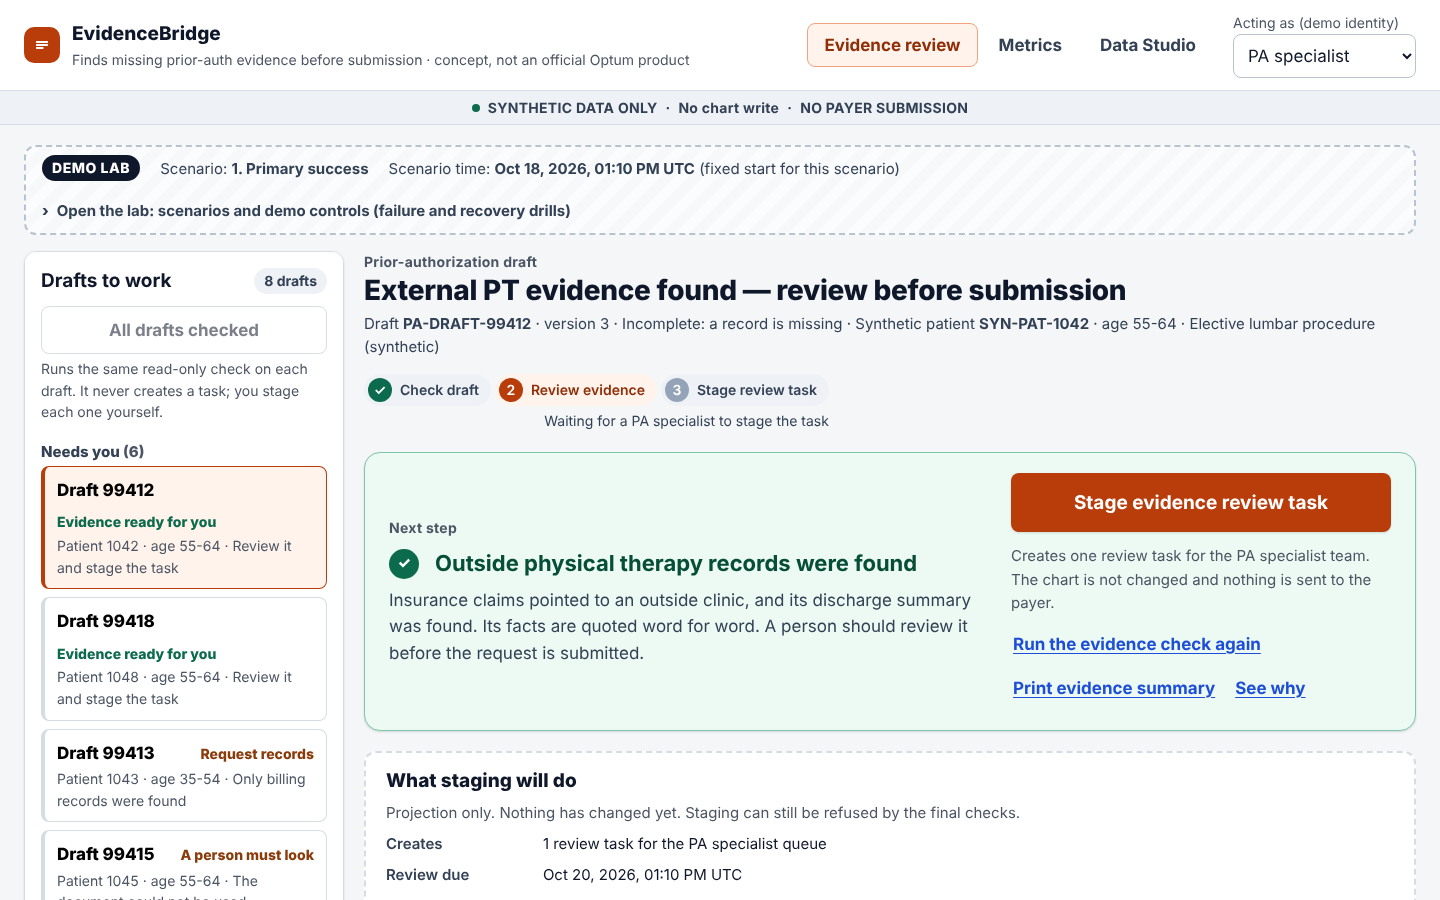 EvidenceBridge
Finds missing prior-auth evidence before submission · concept, not an official Optum product
Evidence review
Metrics
Data Studio
Acting as (demo identity)
PA specialist
SYNTHETIC DATA ONLY · No chart write · NO PAYER SUBMISSION
DEMO LAB
Scenario: 1. Primary success
Scenario time: Oct 18, 2026, 01:10 PM UTC (fixed start for this scenario)
› Open the lab: scenarios and demo controls (failure and recovery drills)
Drafts to work
8 drafts
All drafts checked
Runs the same read-only check on each
draft. It never creates a task; you stage
each one yourself.
Needs you (6)
Draft 99412
Evidence ready for you
Patient 1042 · age 55-64 · Review it
and stage the task
Draft 99418
Evidence ready for you
Patient 1048 · age 55-64 · Review it
and stage the task
Draft 99413
Request records
Patient 1043 · age 35-54 · Only billing
records were found
Draft 99415
A person must look
Patient 1045 · age 55-64 · The
document could not be used
Prior-authorization draft
External PT evidence found — review before submission
Draft PA-DRAFT-99412 · version 3 · Incomplete: a record is missing · Synthetic patient SYN-PAT-1042 · age 55-64 · Elective lumbar procedure
(synthetic)
Check draft
2 Review evidence
3 Stage review task
Waiting for a PA specialist to stage the task
Next step
Outside physical therapy records were found
Insurance claims pointed to an outside clinic, and its discharge summary
was found. Its facts are quoted word for word. A person should review it
before the request is submitted.
Stage evidence review task
Creates one review task for the PA specialist team.
The chart is not changed and nothing is sent to the
payer.
Run the evidence check again
Print evidence summary
See why
What staging will do
Projection only. Nothing has changed yet. Staging can still be refused by the final checks.
Creates
1 review task for the PA specialist queue
Review due
Oct 20, 2026, 01:10 PM UTC